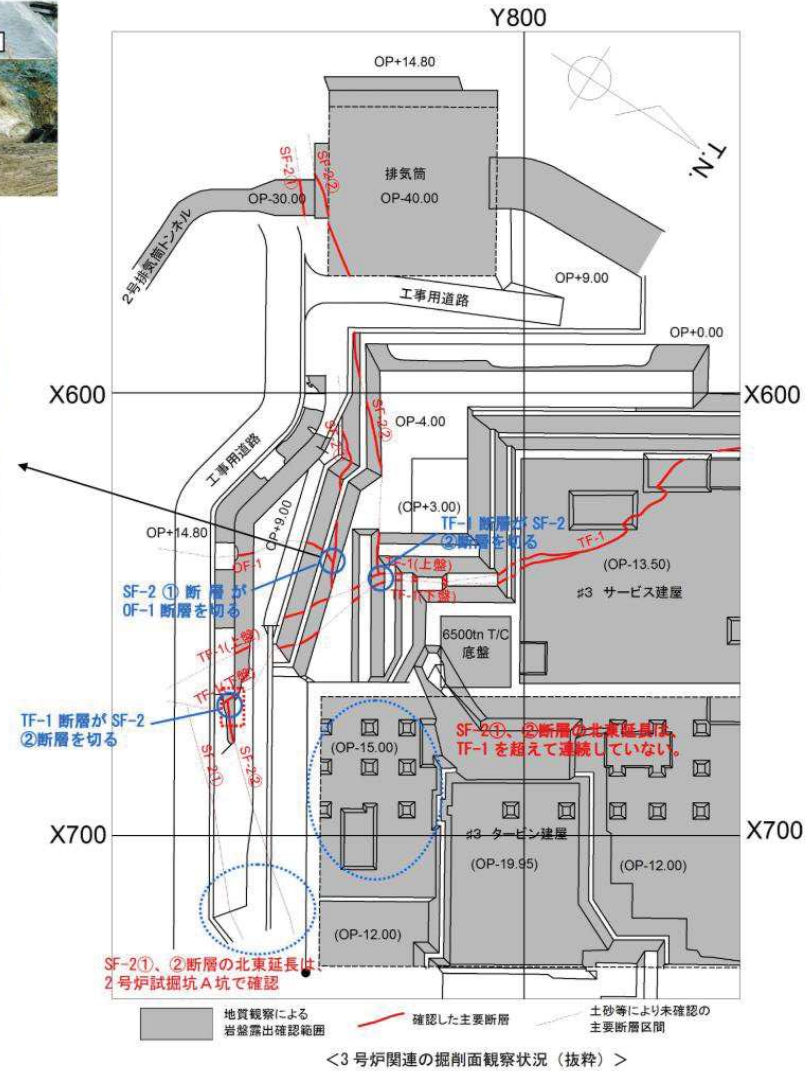 Y800
OP+14.80
T.N.
SF-2①
SF-2②
排気筒
OP-30.00
OP-40.00
2号排気筒トンネル
OP+9.00
工事用道路
OP+0.00
X600
X600
SF-2②
OP-4.00
工事用道路
(OP+3.00)
TF-1 断層が SF-2
②断層を切る
OP+14.80
OP+9.00
OF-1
TF-1
TF-1(上盤)
(OP-13.50)
TF-1(下盤)
♯3 サービス建屋
SF-2 ① 断 層 が
OF-1 断層を切る
6500tn T/C
底盤
TF-1(上盤)
TF-1(下盤)
TF-1 断層が SF-2
②断層を切る
SF-2①、②断層の北東延長は、
TF-1 を超えて連続していない。
(OP-15.00)
SF-2①
SF-2②
X700
X700
♯3 タービン建屋
(OP-19.95)
(OP-12.00)
(OP-12.00)
SF-2①、②断層の北東延長は、
2 号炉試掘坑A坑で確認
地質観察による
岩盤露出確認範囲
確認した主要断層
土砂等により未確認の
主要断層区間
＜3 号炉関連の掘削面観察状況（抜粋）＞